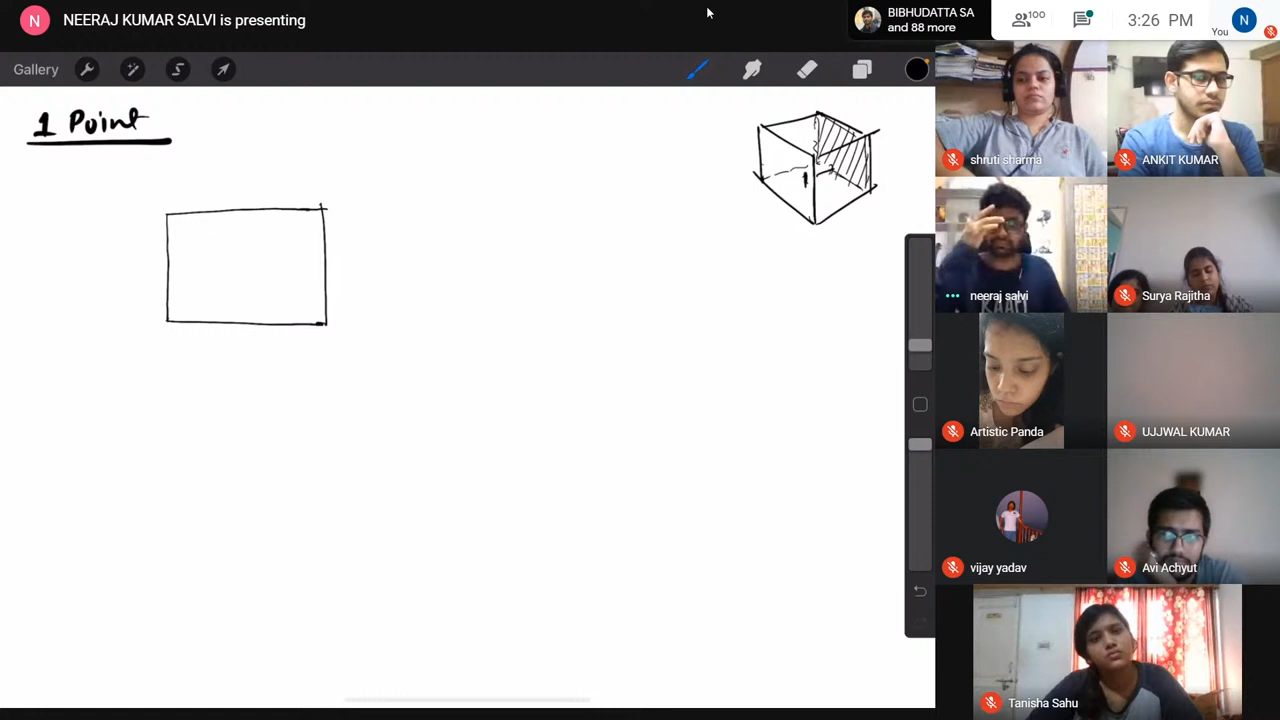 N NEERAJ KUMAR SALVI is presenting
BIBHUDATTA SA
and 88 more
100
3:26 PM
You
N
Gallery
S
1 Point
shruti sharma
ANKIT KUMAR
neeraj salvi
Surya Rajitha
Artistic Panda
UJJWAL KUMAR
vijay yadav
Avi Achyut
Tanisha Sahu